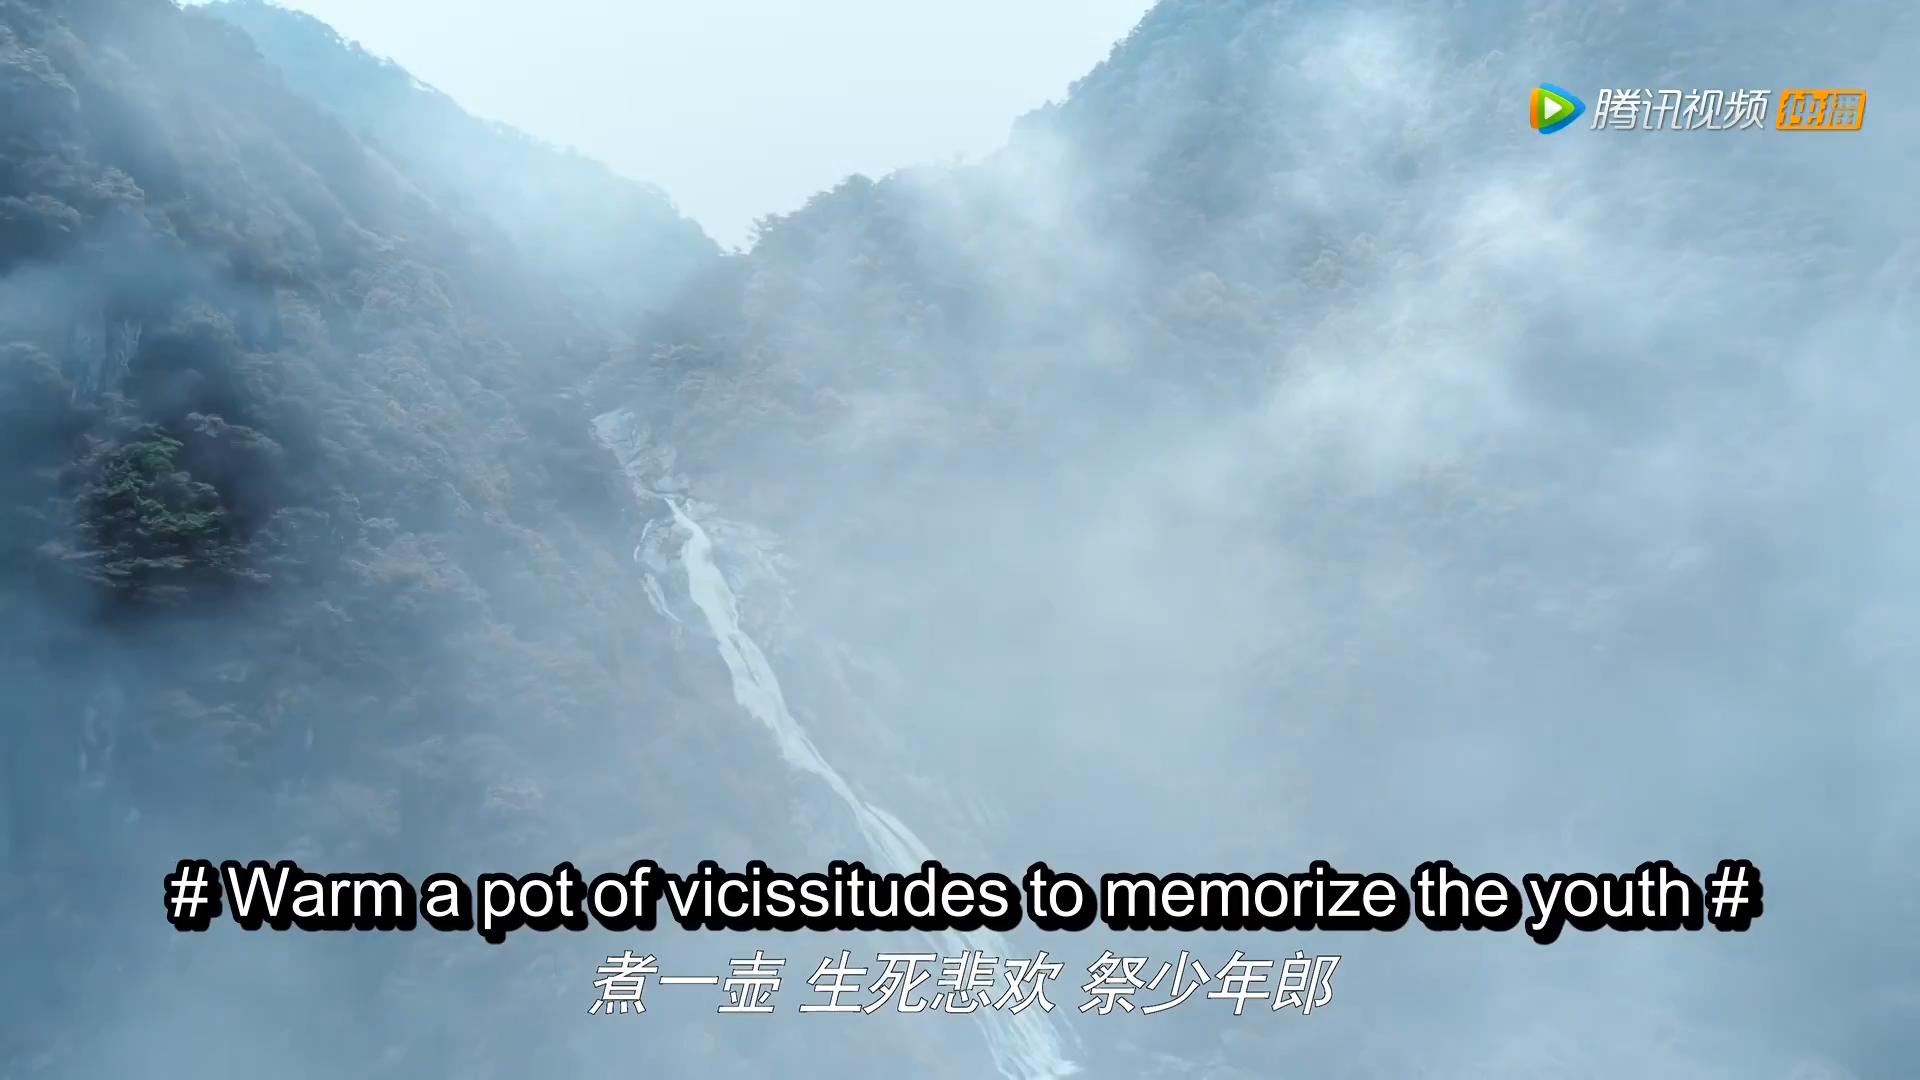 腾讯视频 独播
# Warm a pot of vicissitudes to memorize the youth #
煮一壶 生死悲欢 祭少年郎